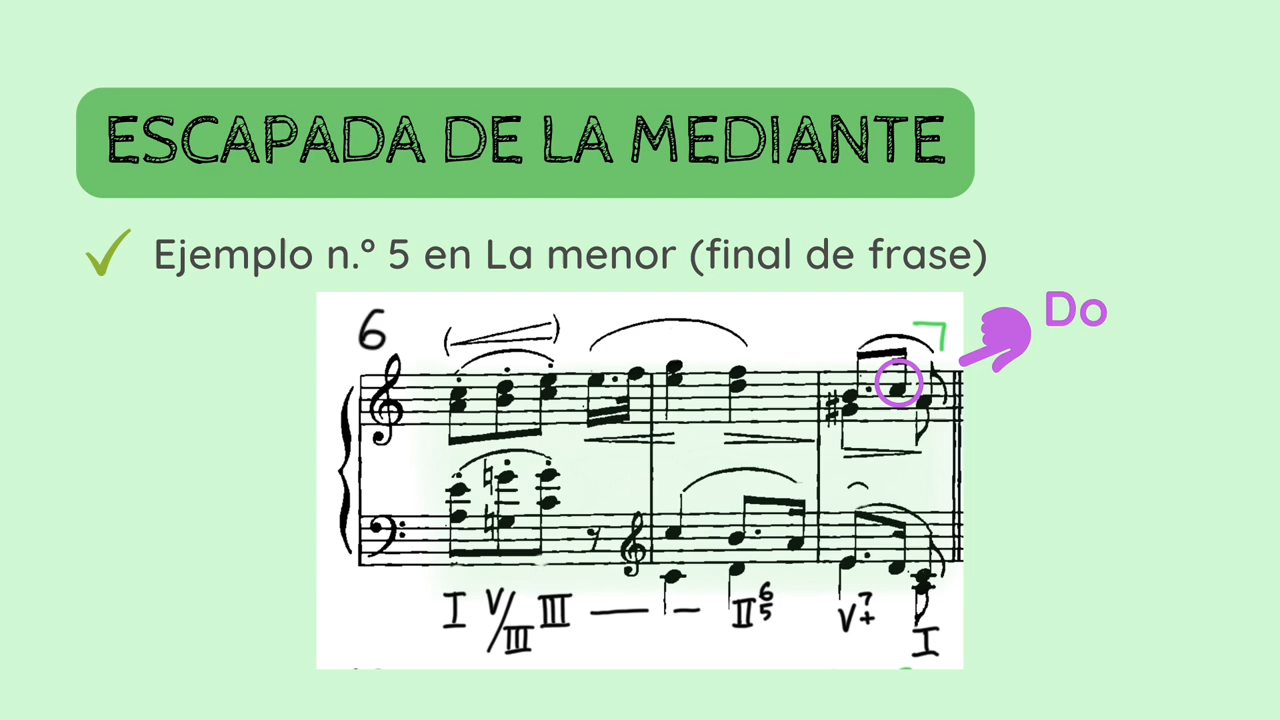 ESCAPADA DE LA MEDIANTE
Ejemplo n.º 5 en La menor (final de frase)
Do
6
I V/III III II 6 5 V 7 + I